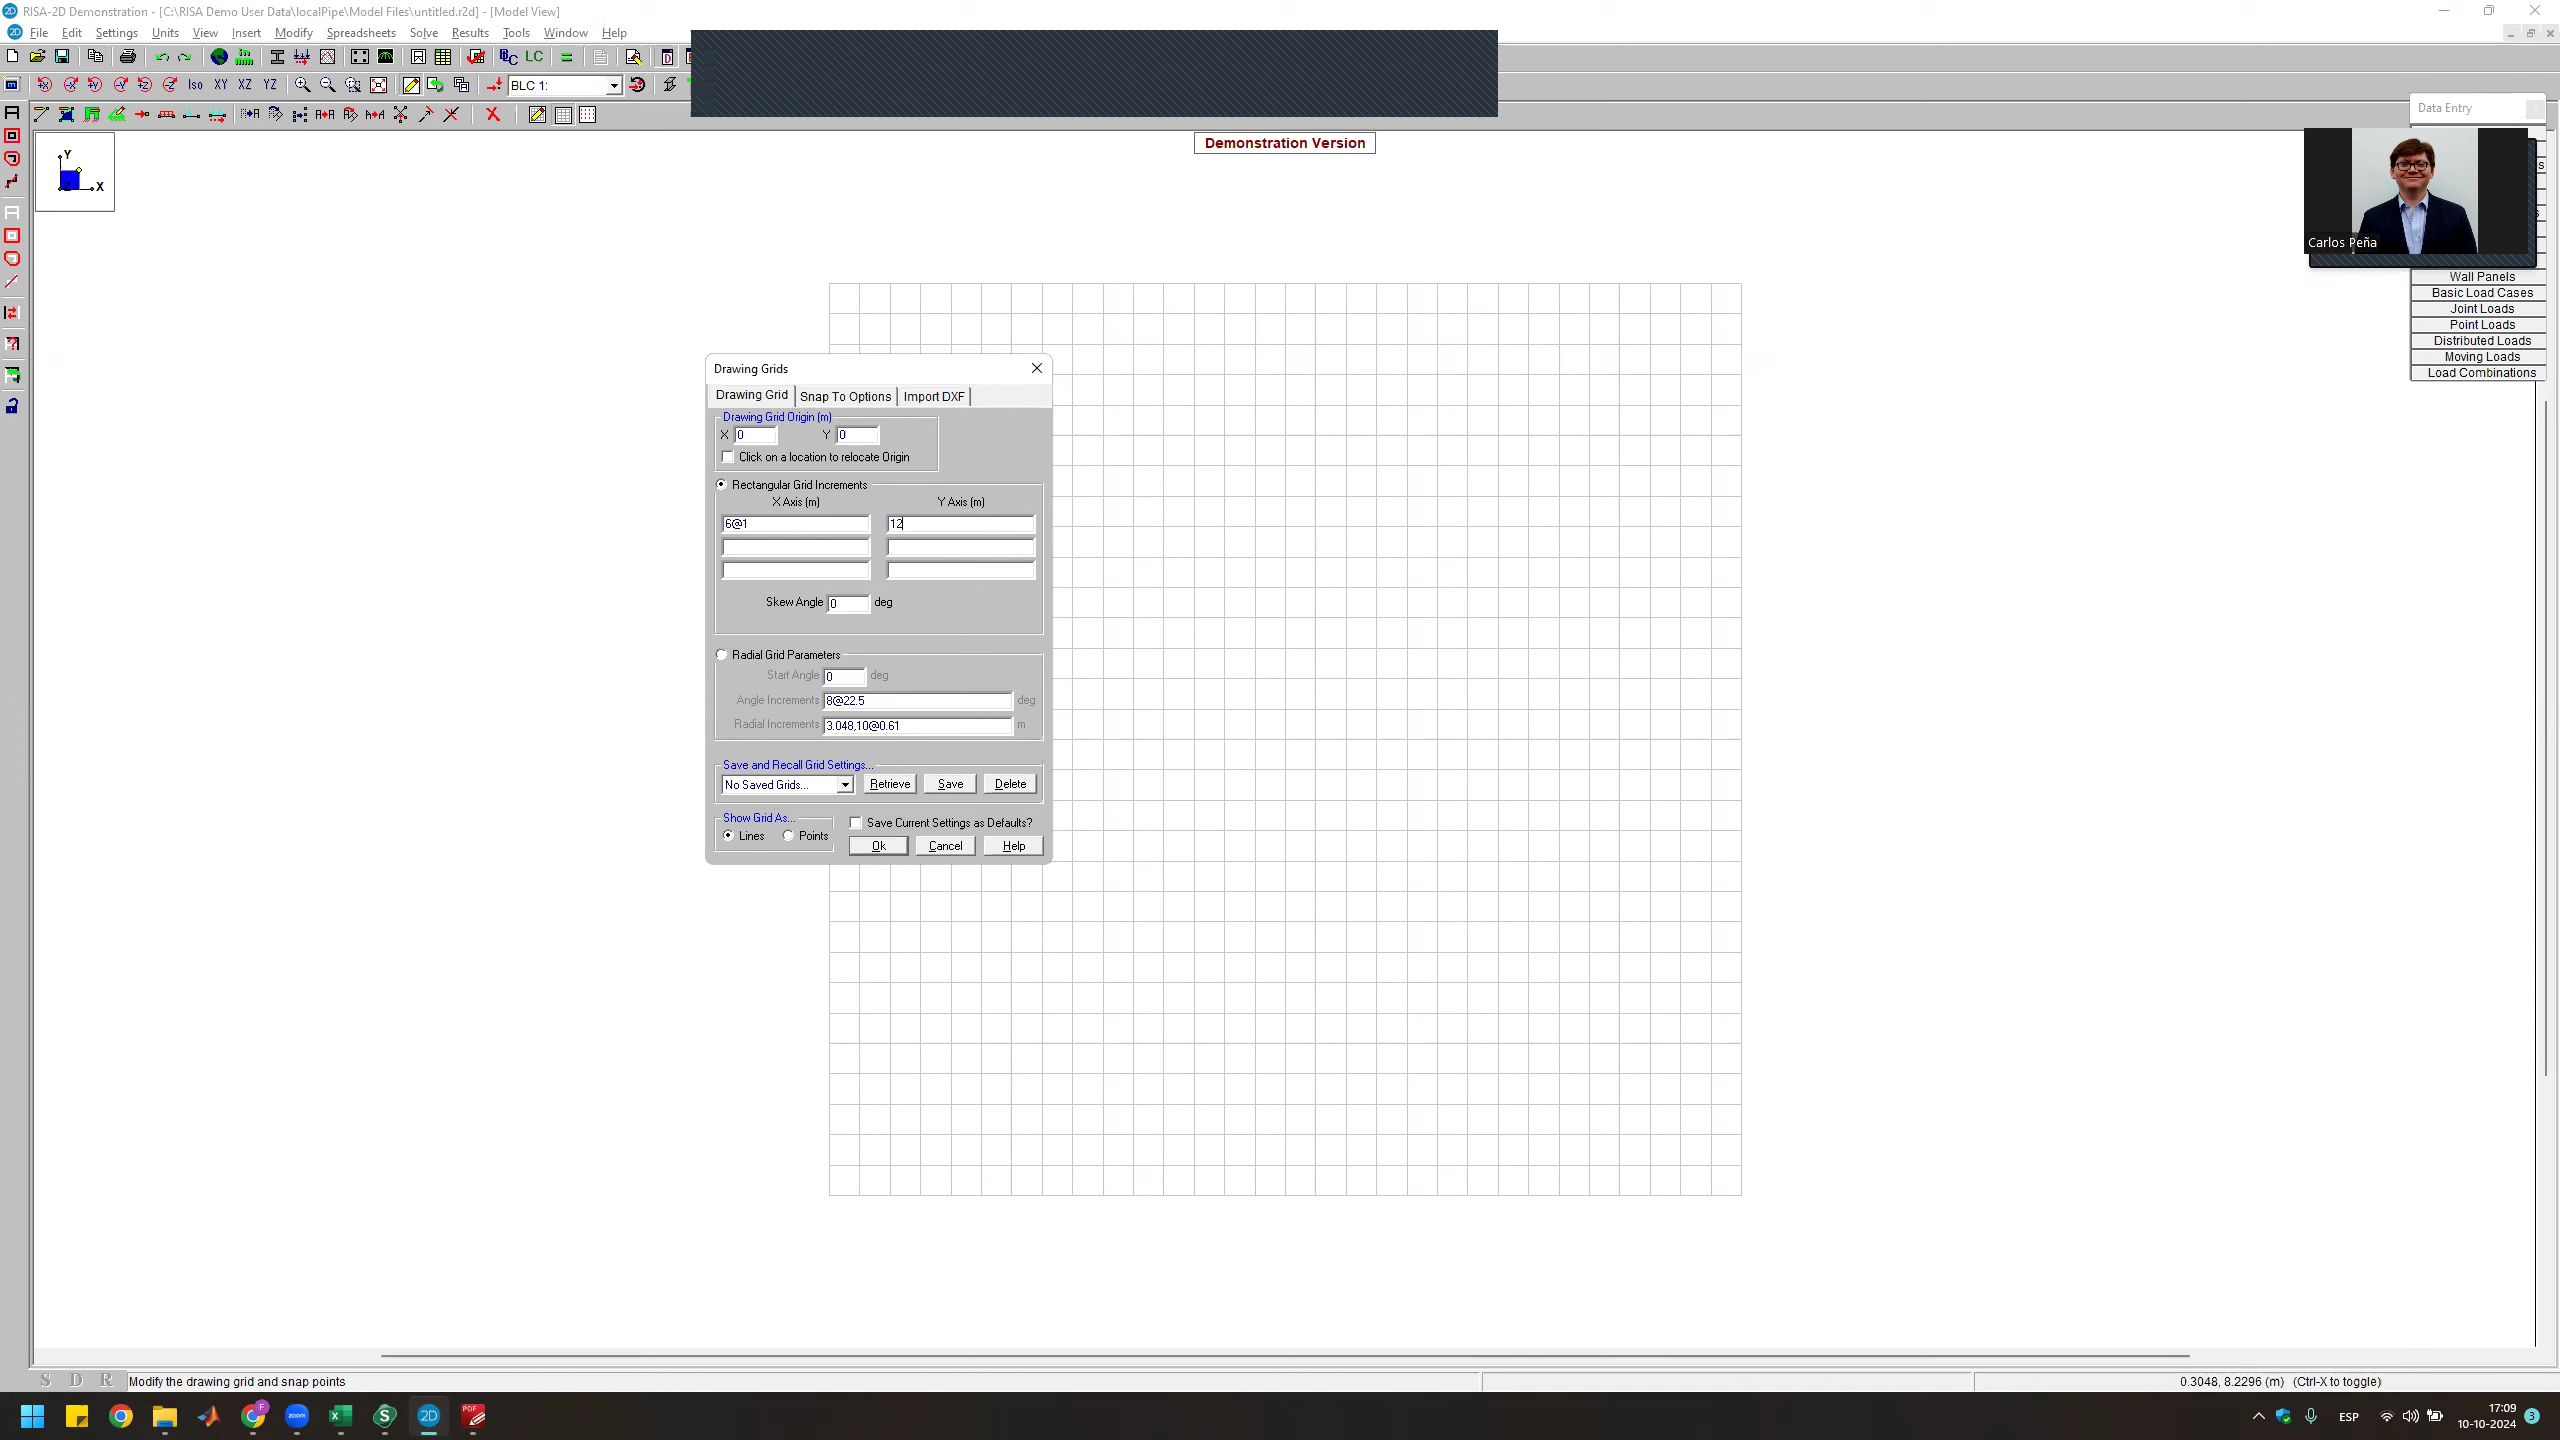 RISA-2D Demonstration - [C:\RISA Demo User Data\localPipe\Model Files\untitled.r2d] - [Model View]
File Edit Settings Units View Insert Modify Spreadsheets Solve Results Tools Window Help
BLC LC
Iso XY XZ YZ BLC 1:
Data Entry
Demonstration Version
Y
X
Carlos Peña
Wall Panels
Basic Load Cases
Joint Loads
Point Loads
Distributed Loads
Moving Loads
Load Combinations
Drawing Grids
Drawing Grid Snap To Options Import DXF
Drawing Grid Origin (m)
X 0 Y 0
Click on a location to relocate Origin
Rectangular Grid Increments
X Axis (m) Y Axis (m)
6@1 12
Skew Angle 0 deg
Radial Grid Parameters
Start Angle 0 deg
Angle Increments 8@22.5 deg
Radial Increments 3.048,10@0.61 m
Save and Recall Grid Settings...
No Saved Grids... Retrieve Save Delete
Show Grid As...
Save Current Settings as Defaults?
Lines Points
Ok Cancel Help
S D R Modify the drawing grid and snap points 0.3048, 8.2296 (m) (Ctrl-X to toggle)
zoom 2D PDF
ESP
17:09
10-10-2024 3